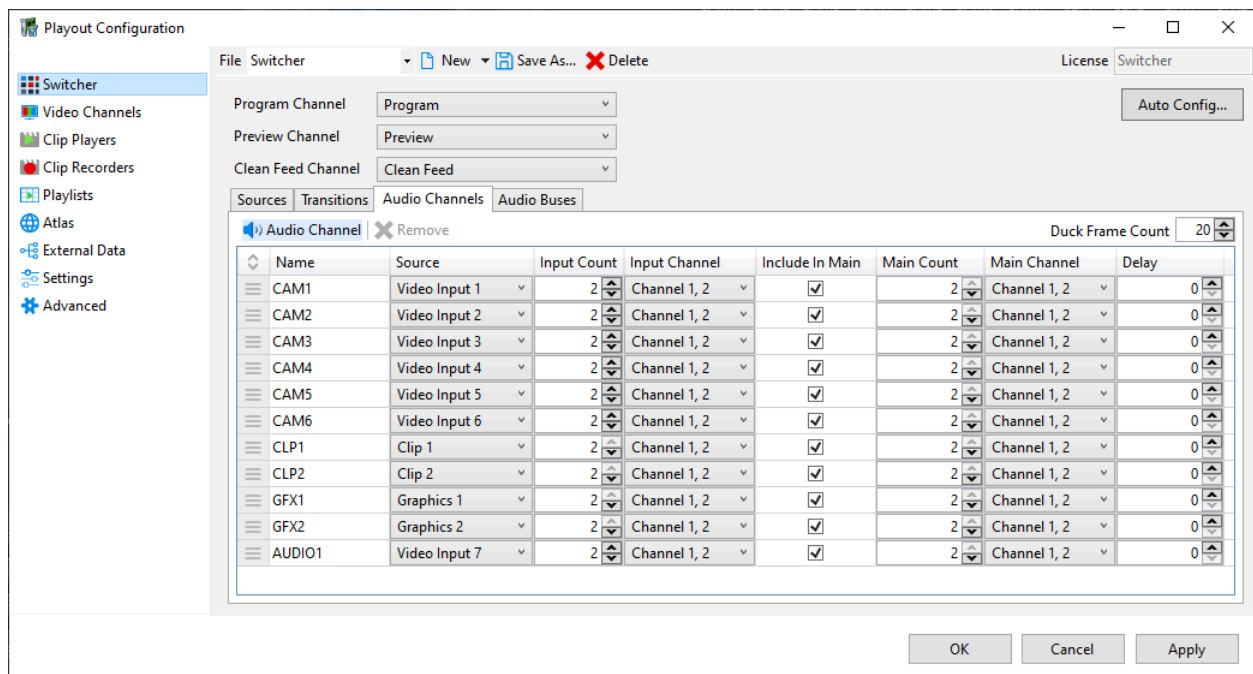 Playout Configuration
File Switcher New Save As... Delete License Switcher
Switcher
Video Channels
Clip Players
Clip Recorders
Playlists
Atlas
External Data
Settings
Advanced
Program Channel Program Auto Config...
Preview Channel Preview
Clean Feed Channel Clean Feed
Sources Transitions Audio Channels Audio Buses
Audio Channel Remove Duck Frame Count 20
Name Source Input Count Input Channel Include In Main Main Count Main Channel Delay
CAM1 Video Input 1 2 Channel 1, 2 2 Channel 1, 2 0
CAM2 Video Input 2 2 Channel 1, 2 2 Channel 1, 2 0
CAM3 Video Input 3 2 Channel 1, 2 2 Channel 1, 2 0
CAM4 Video Input 4 2 Channel 1, 2 2 Channel 1, 2 0
CAM5 Video Input 5 2 Channel 1, 2 2 Channel 1, 2 0
CAM6 Video Input 6 2 Channel 1, 2 2 Channel 1, 2 0
CLP1 Clip 1 2 Channel 1, 2 2 Channel 1, 2 0
CLP2 Clip 2 2 Channel 1, 2 2 Channel 1, 2 0
GFX1 Graphics 1 2 Channel 1, 2 2 Channel 1, 2 0
GFX2 Graphics 2 2 Channel 1, 2 2 Channel 1, 2 0
AUDIO1 Video Input 7 2 Channel 1, 2 2 Channel 1, 2 0
OK Cancel Apply